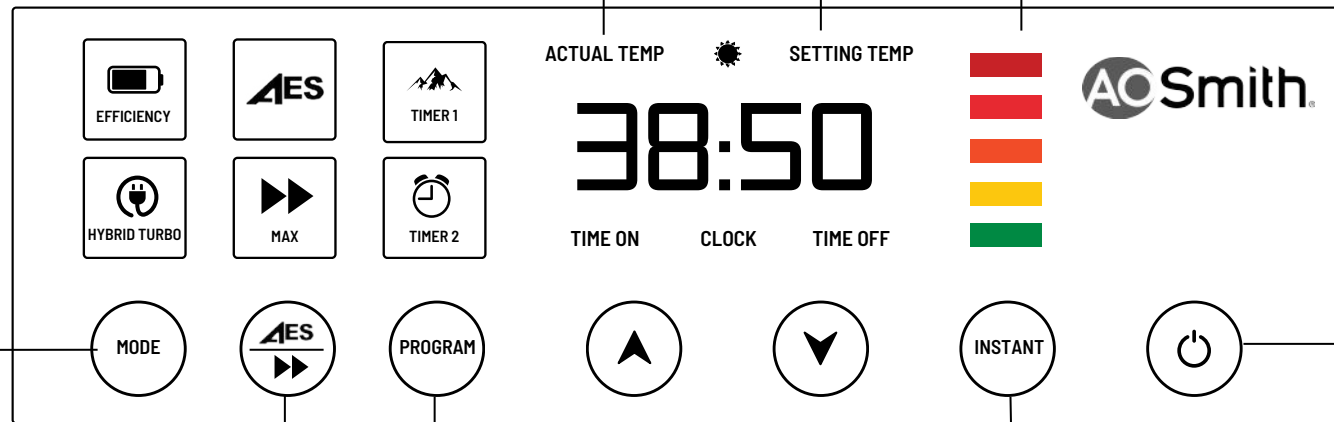 ACTUAL TEMP SETTING TEMP
EFFICIENCY
AES
TIMER 1
38:50
AOSmith®
HYBRID TURBO
MAX
TIMER 2
TIME ON CLOCK TIME OFF
MODE
AES
PROGRAM
INSTANT